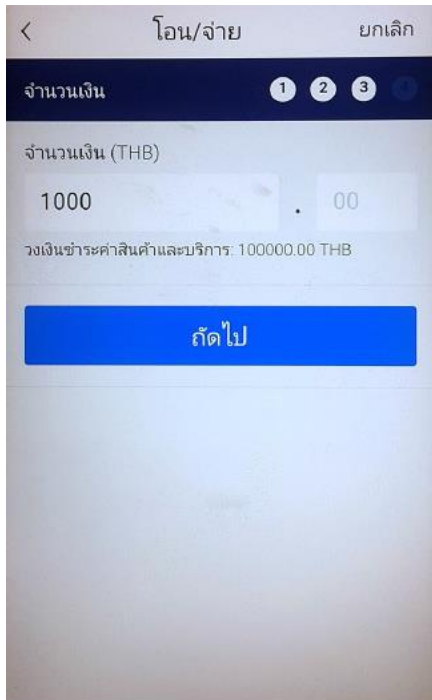 < โอน/จ่าย ยกเลิก
จำนวนเงิน 1 2 3
จำนวนเงิน (THB)
1000 . 00
วงเงินชำระค่าสินค้าและบริการ: 100000.00 THB
ถัดไป